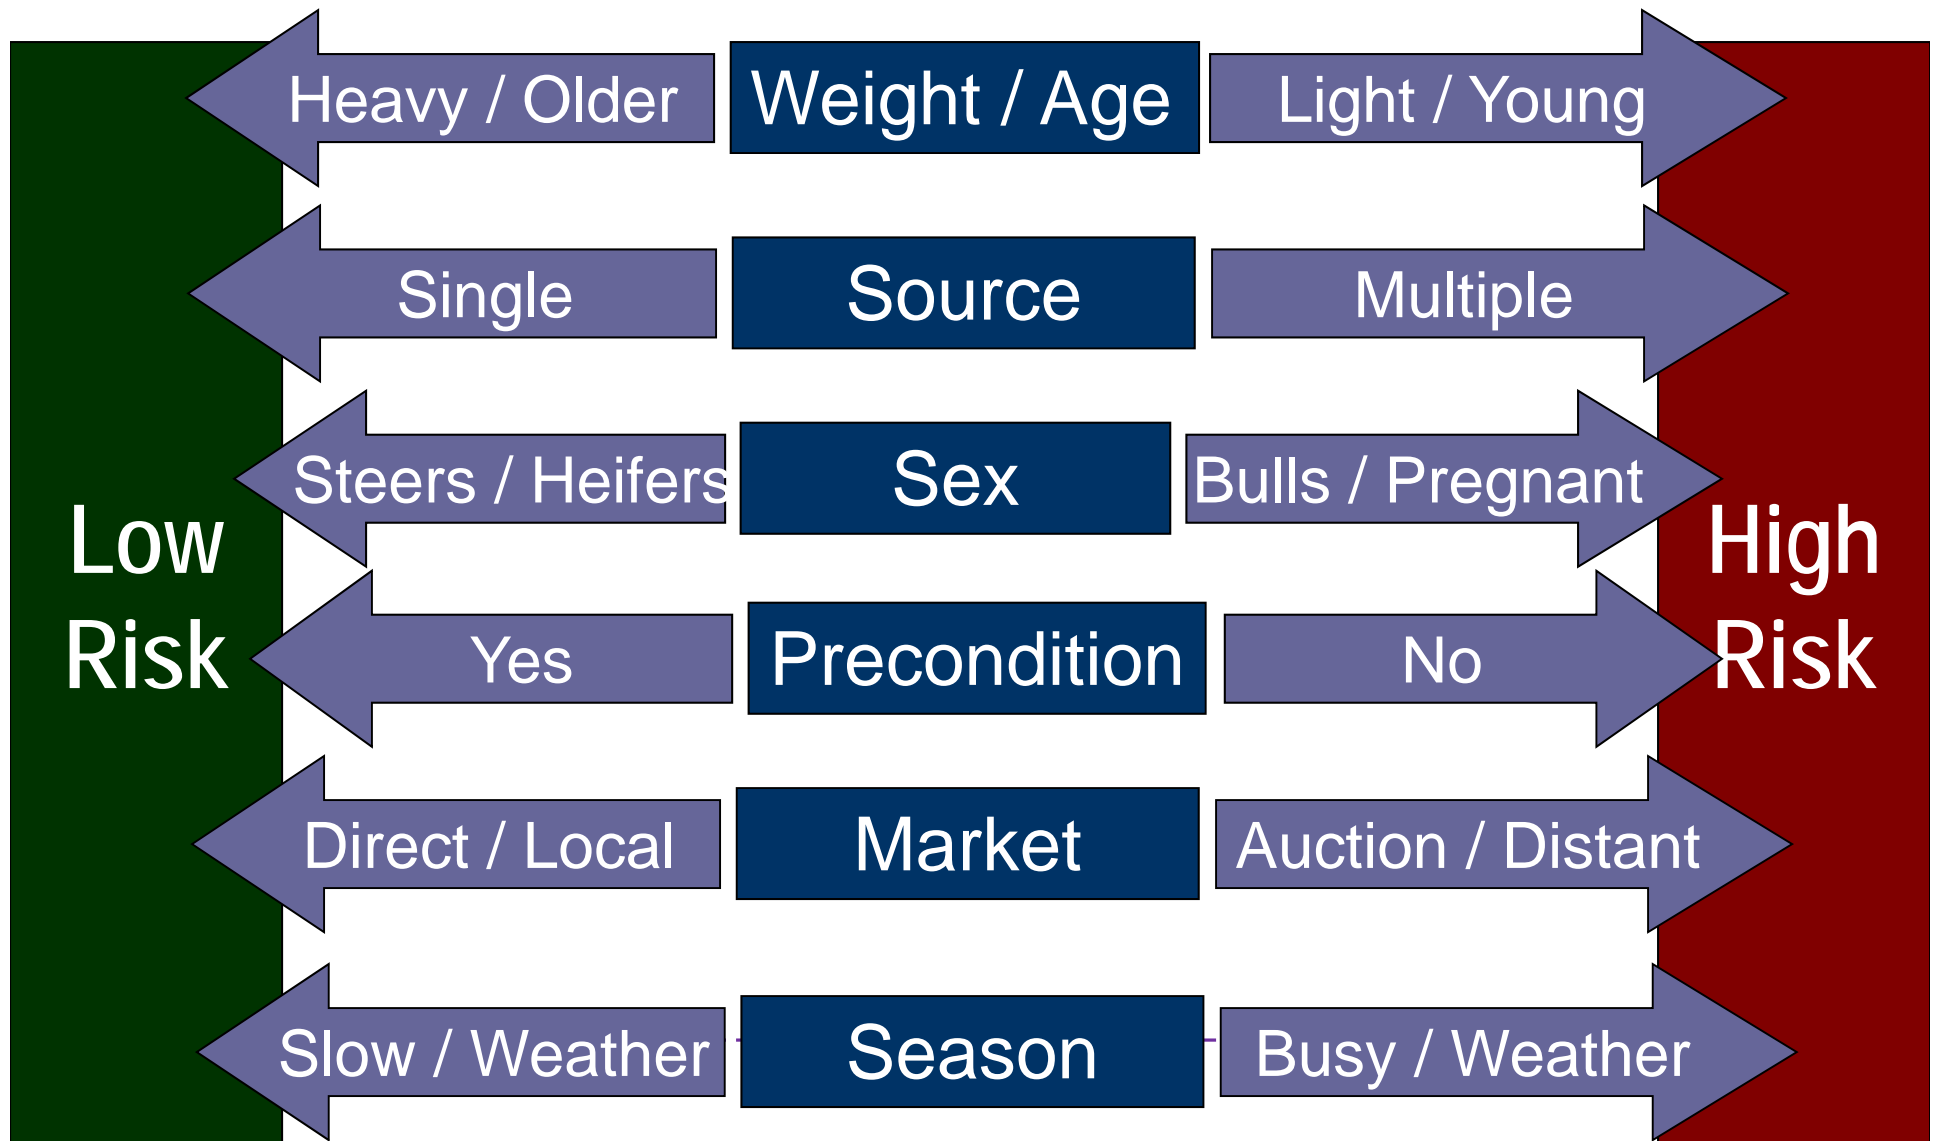 Heavy / Older
Weight / Age
Light / Young
Single
Source
Multiple
Steers / Heifers
Sex
Bulls / Pregnant
Low
Risk
High
Risk
Yes
Precondition
No
Direct / Local
Market
Auction / Distant
Slow / Weather
Season
Busy / Weather